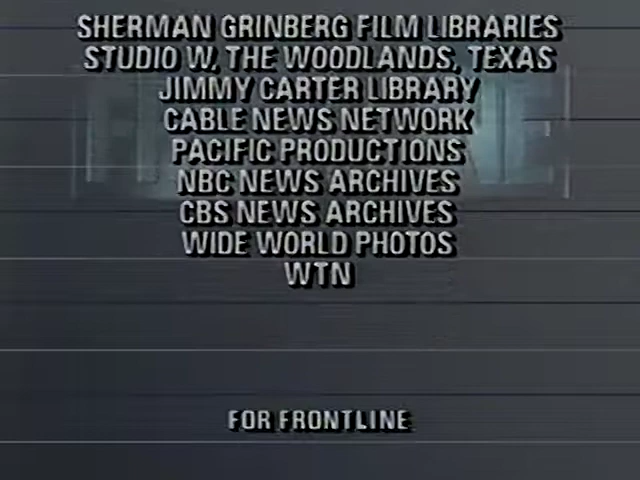 SHERMAN GRINBERG FILM LIBRARIES
STUDIO W, THE WOODLANDS, TEXAS
JIMMY CARTER LIBRARY
CABLE NEWS NETWORK
PACIFIC PRODUCTIONS
NBC NEWS ARCHIVES
CBS NEWS ARCHIVES
WIDE WORLD PHOTOS
WTN
FOR FRONTLINE